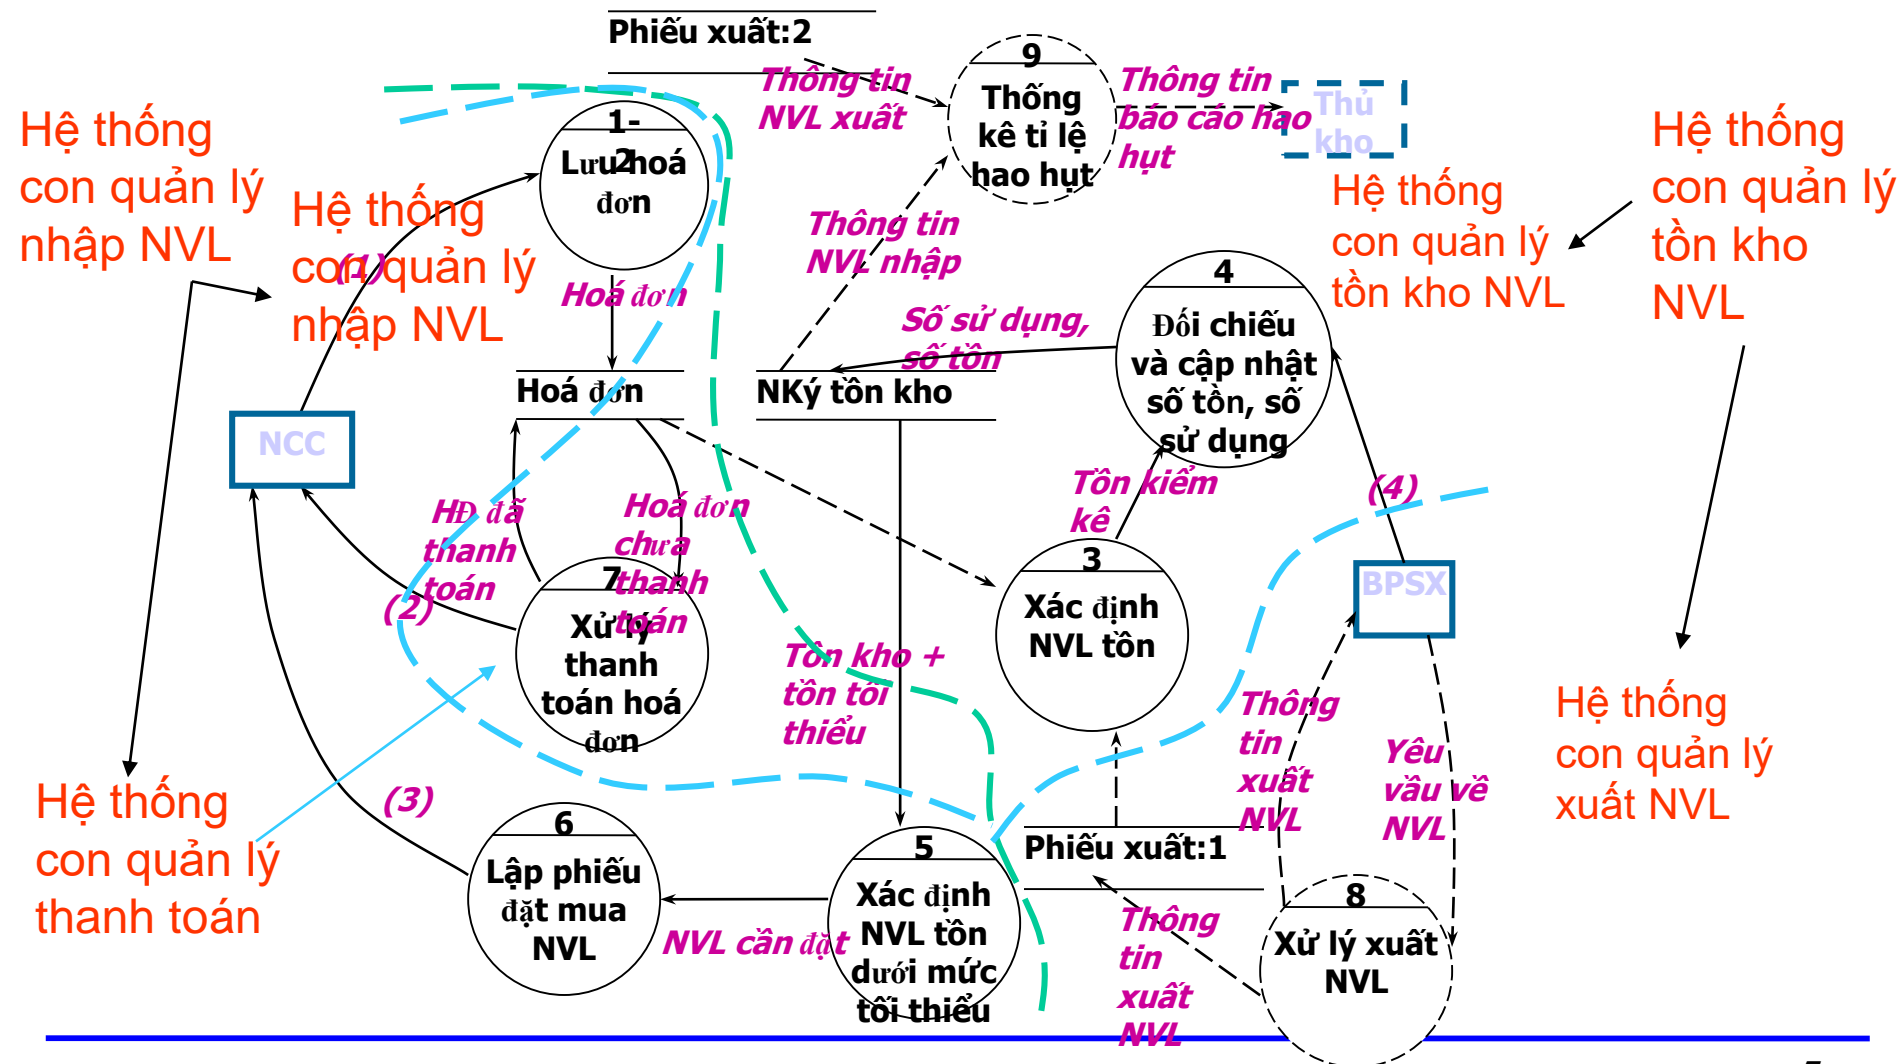 Phiếu xuất:2
9
Thống
kê tỉ lệ
hao hụt
Thông tin
NVL xuất
Thông tin
báo cáo hao
hụt
Thủ
kho
Hệ thống
con quản lý
nhập NVL
Hệ thống
con quản lý
nhập NVL
1-
2
Lưu hoá
đơn
Hệ thống
con quản lý
tồn kho NVL
Hệ thống
con quản lý
tồn kho
NVL
(1)
Hoá đơn
Thông tin
NVL nhập
Số sử dụng,
số tồn
4
Đối chiếu
và cập nhật
số tồn, số
sử dụng
Hoá đơn
NKý tồn kho
NCC
HĐ đã
thanh
toán
Hoá đơn
chưa
thanh
toán
Tồn kiểm
kê
(4)
(2)
7
Xử lý
thanh
toán hoá
đơn
3
Xác định
NVL tồn
BPSX
Tồn kho +
tồn tối
thiểu
Thông
tin
xuất
NVL
Yêu
vầu về
NVL
Hệ thống
con quản lý
xuất NVL
Hệ thống
con quản lý
thanh toán
(3)
6
Lập phiếu
đặt mua
NVL
NVL cần đặt
5
Xác định
NVL tồn
dưới mức
tối thiểu
Phiếu xuất:1
Thông
tin
xuất
NVL
8
Xử lý xuất
NVL